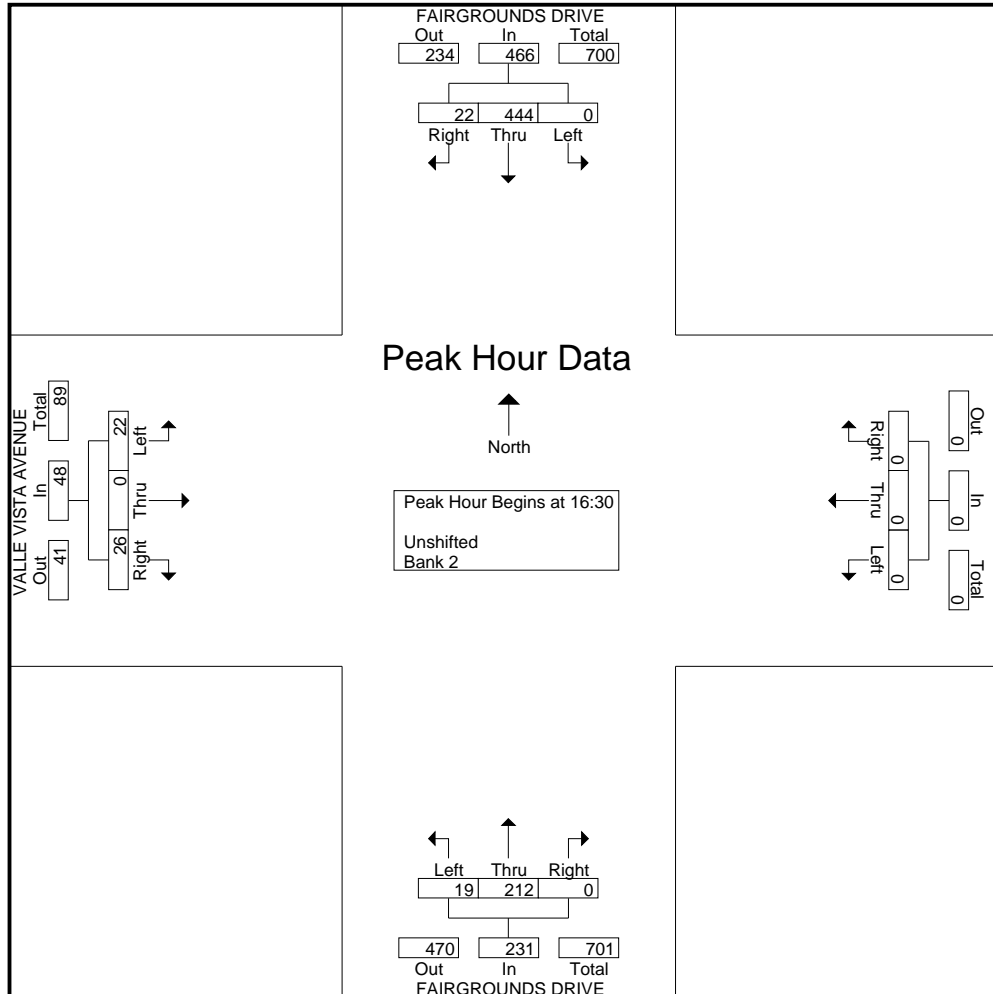 FAIRGROUNDS DRIVE
Out In Total
234 466 700
22 444 0
Right Thru Left
Peak Hour Data
North
Peak Hour Begins at 16:30
Unshifted
Bank 2
VALLE VISTA AVENUE
Out In Total
41 48 89
Right Thru Left
26 0 22
Out In Total
0 0 0
Right Thru Left
0 0 0
Left Thru Right
19 212 0
470 231 701
Out In Total
FAIRGROUNDS DRIVE